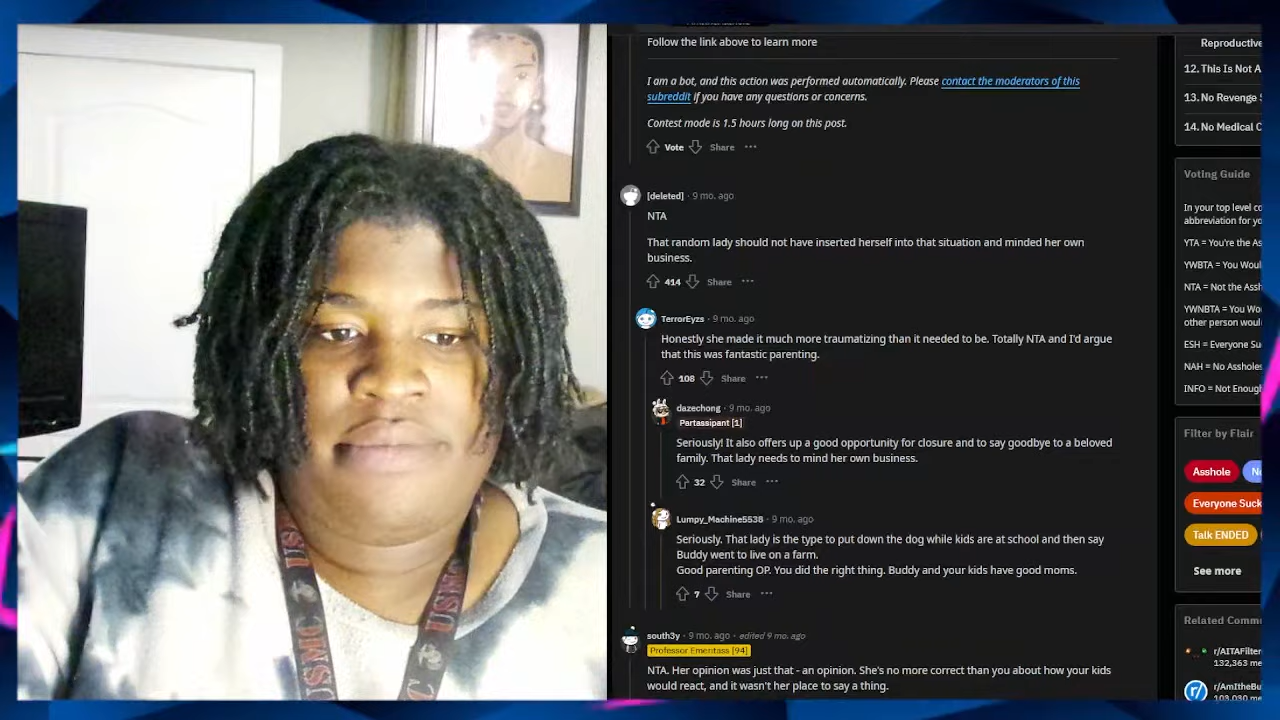 Follow the link above to learn more
I am a bot, and this action was performed automatically. Please contact the moderators of this
subreddit if you have any questions or concerns.
Contest mode is 1.5 hours long on this post.
Vote Share
[deleted] · 9 mo. ago
NTA
That random lady should not have inserted herself into that situation and minded her own
business.
414 Share
TerrorEyzs · 9 mo. ago
Honestly she made it much more traumatizing than it needed to be. Totally NTA and I'd argue
that this was fantastic parenting.
108 Share
dazechong · 9 mo. ago
Partassipant [1]
Seriously! It also offers up a good opportunity for closure and to say goodbye to a beloved
family. That lady needs to mind her own business.
32 Share
Lumpy_Machine5538 · 9 mo. ago
Seriously. That lady is the type to put down the dog while kids are at school and then say
Buddy went to live on a farm.
Good parenting OP. You did the right thing. Buddy and your kids have good moms.
7 Share
south3y · 9 mo. ago · edited 9 mo. ago
Professor Emeritass [94]
NTA. Her opinion was just that - an opinion. She's no more correct than you about how your kids
would react, and it wasn't her place to say a thing.
Reproductive
12. This Is Not A
13. No Revenge
14. No Medical C
Voting Guide
In your top level co
abbreviation for yo
YTA = You're the As
YWBTA = You Wou
NTA = Not the Assh
YWNBTA = You Wo
other person woul
ESH = Everyone Su
NAH = No Assholes
INFO = Not Enough
Filter by Flair
Asshole
Everyone Suck
Talk ENDED
See more
Related Commu
r/AITAFilter
132,363 me
r/AmItheBu
103,030 me
USMC
USMC